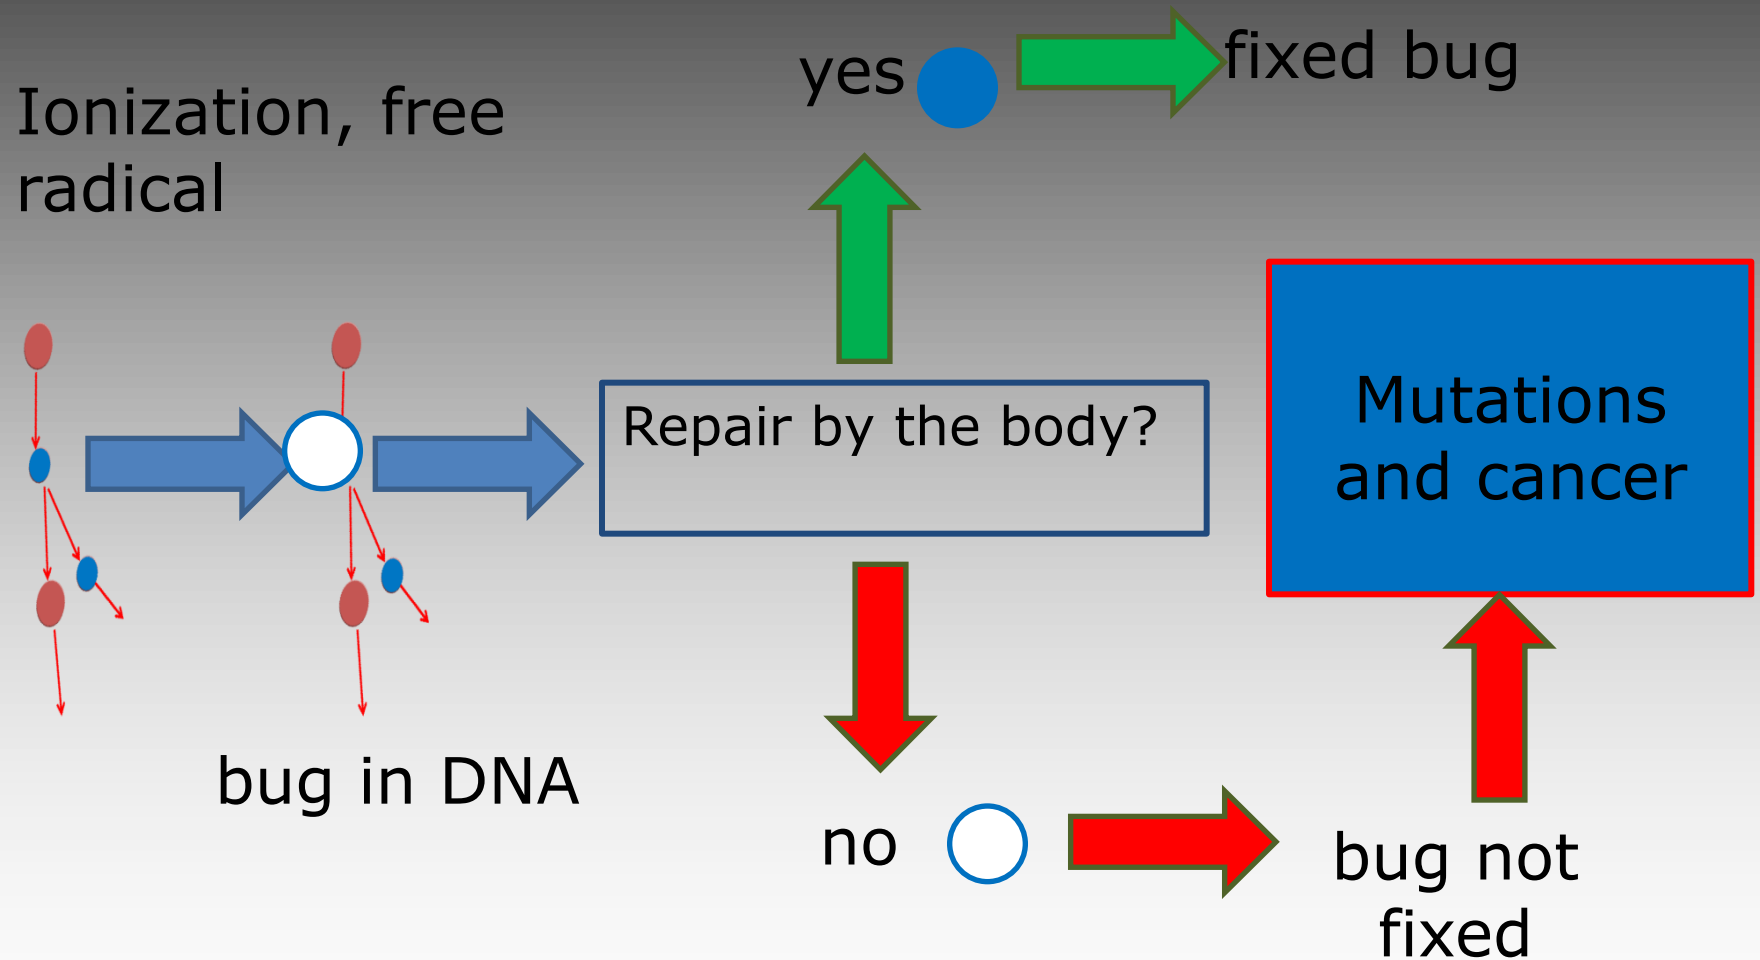 Ionization, free
radical
yes
fixed bug
Repair by the body?
Mutations
and cancer
bug in DNA
no
bug not
fixed